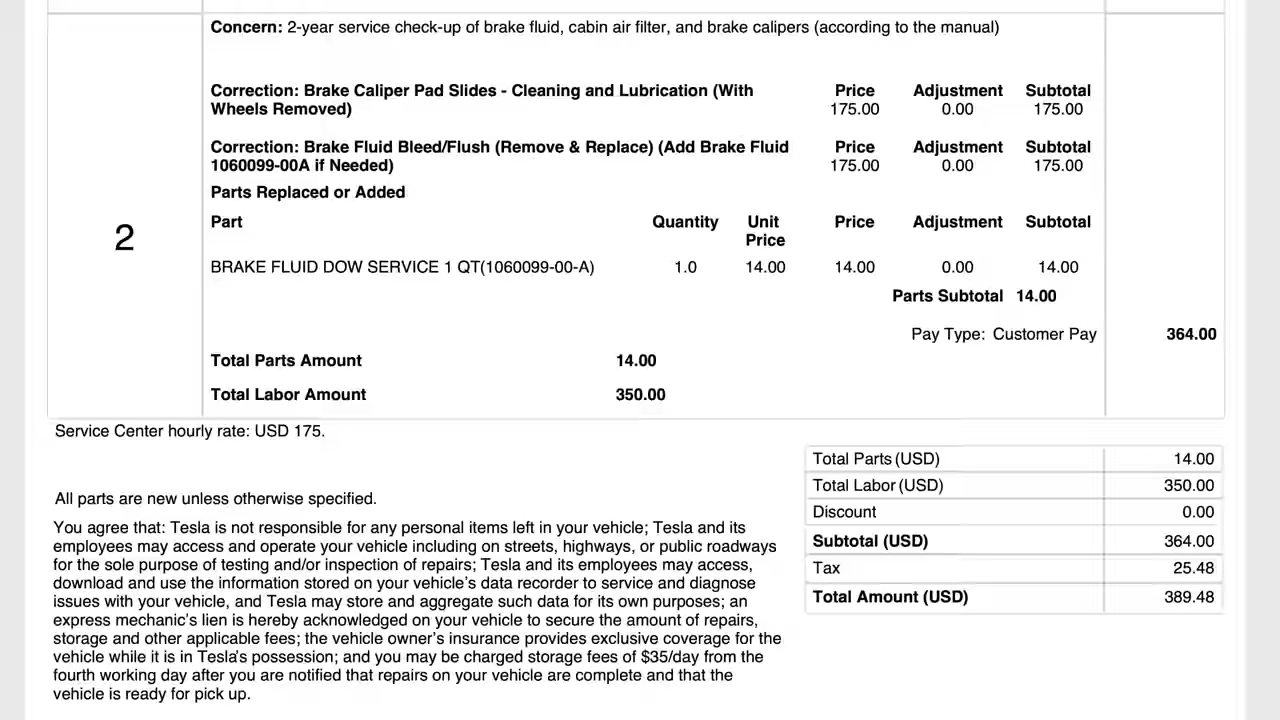 Concern: 2-year service check-up of brake fluid, cabin air filter, and brake calipers (according to the manual)
Correction: Brake Caliper Pad Slides - Cleaning and Lubrication (With Price Adjustment Subtotal
Wheels Removed) 175.00 0.00 175.00
Correction: Brake Fluid Bleed/Flush (Remove & Replace) (Add Brake Fluid Price Adjustment Subtotal
1060099-00A if Needed) 175.00 0.00 175.00
Parts Replaced or Added
Part Quantity Unit Price Adjustment Subtotal
Price
2
BRAKE FLUID DOW SERVICE 1 QT(1060099-00-A) 1.0 14.00 14.00 0.00 14.00
Parts Subtotal 14.00
Pay Type: Customer Pay 364.00
Total Parts Amount 14.00
Total Labor Amount 350.00
Service Center hourly rate: USD 175.
All parts are new unless otherwise specified.
You agree that: Tesla is not responsible for any personal items left in your vehicle; Tesla and its
employees may access and operate your vehicle including on streets, highways, or public roadways
for the sole purpose of testing and/or inspection of repairs; Tesla and its employees may access,
download and use the information stored on your vehicle's data recorder to service and diagnose
issues with your vehicle, and Tesla may store and aggregate such data for its own purposes; an
express mechanic's lien is hereby acknowledged on your vehicle to secure the amount of repairs,
storage and other applicable fees; the vehicle owner's insurance provides exclusive coverage for the
vehicle while it is in Tesla's possession; and you may be charged storage fees of $35/day from the
fourth working day after you are notified that repairs on your vehicle are complete and that the
vehicle is ready for pick up.
Total Parts (USD) 14.00
Total Labor (USD) 350.00
Discount 0.00
Subtotal (USD) 364.00
Tax 25.48
Total Amount (USD) 389.48